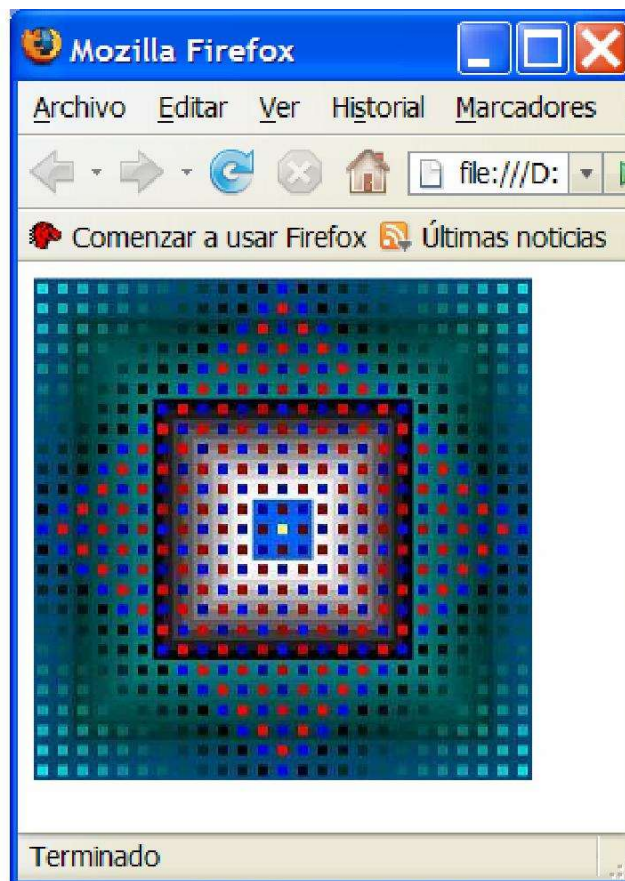 Mozilla Firefox
Archivo Editar Ver Historial Marcadores
file:///D:
Comenzar a usar Firefox Últimas noticias
Terminado